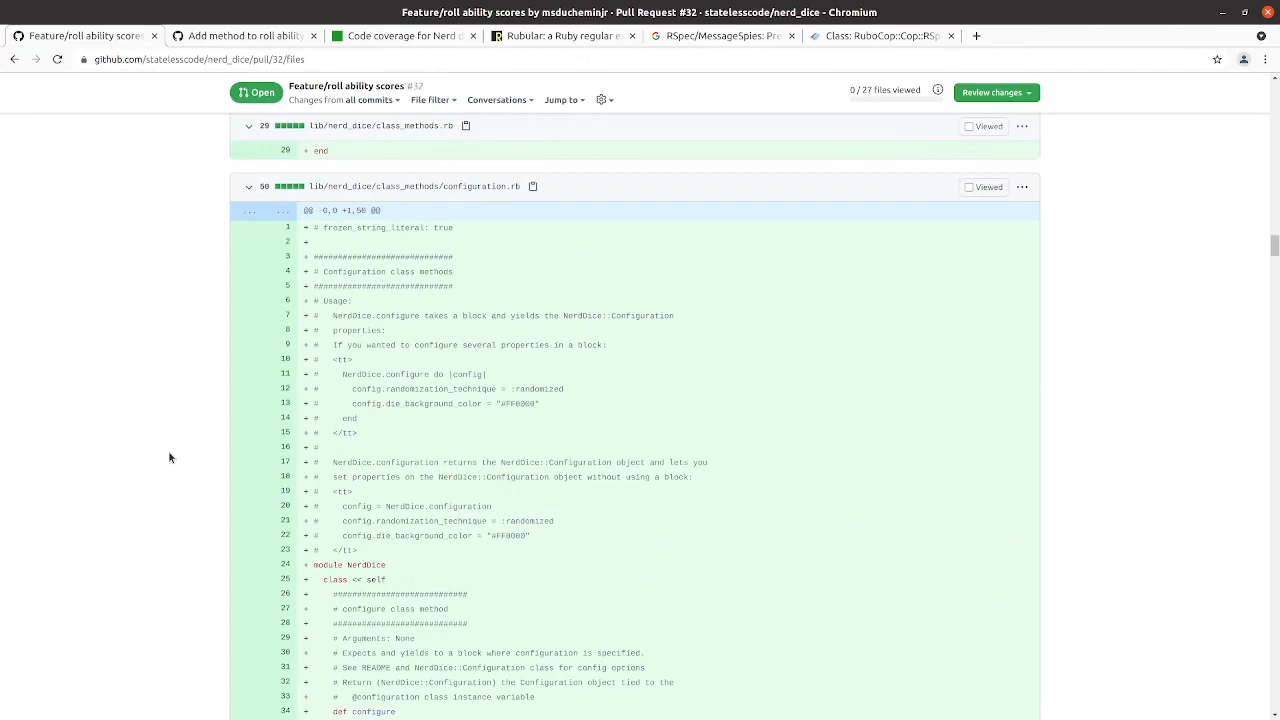 Feature/roll ability scores by msducheminjr - Pull Request #32 - statelesscode/nerd_dice - Chromium
Feature/roll ability scores
Add method to roll ability
Code coverage for Nerd d
Rubular: a Ruby regular e
RSpec/MessageSpies: Pre
Class: RuboCop::Cop::RSp
github.com/statelesscode/nerd_dice/pull/32/files
Open
Feature/roll ability scores #32
Changes from all commits
File filter
Conversations
Jump to
0 / 27 files viewed
Review changes
29 lib/nerd_dice/class_methods.rb
Viewed
29 + end
50 lib/nerd_dice/class_methods/configuration.rb
Viewed
... ... @@ -0,0 +1,50 @@
1 + # frozen_string_literal: true
2 +
3 + #############################
4 + # Configuration class methods
5 + #############################
6 + # Usage:
7 + #   NerdDice.configure takes a block and yields the NerdDice::Configuration
8 + #   properties:
9 + #   If you wanted to configure several properties in a block:
10 + #   <tt>
11 + #     NerdDice.configure do |config|
12 + #       config.randomization_technique = :randomized
13 + #       config.die_background_color = "#FF0000"
14 + #     end
15 + #   </tt>
16 + #
17 + #   NerdDice.configuration returns the NerdDice::Configuration object and lets you
18 + #   set properties on the NerdDice::Configuration object without using a block:
19 + #   <tt>
20 + #     config = NerdDice.configuration
21 + #     config.randomization_technique = :randomized
22 + #     config.die_background_color = "#FF0000"
23 + #   </tt>
24 + module NerdDice
25 +   class << self
26 +     ############################
27 +     # configure class method
28 +     ############################
29 +     # Arguments: None
30 +     # Expects and yields to a block where configuration is specified.
31 +     # See README and NerdDice::Configuration class for config options
32 +     # Return (NerdDice::Configuration) the Configuration object tied to the
33 +     #   @configuration class instance variable
34 +     def configure